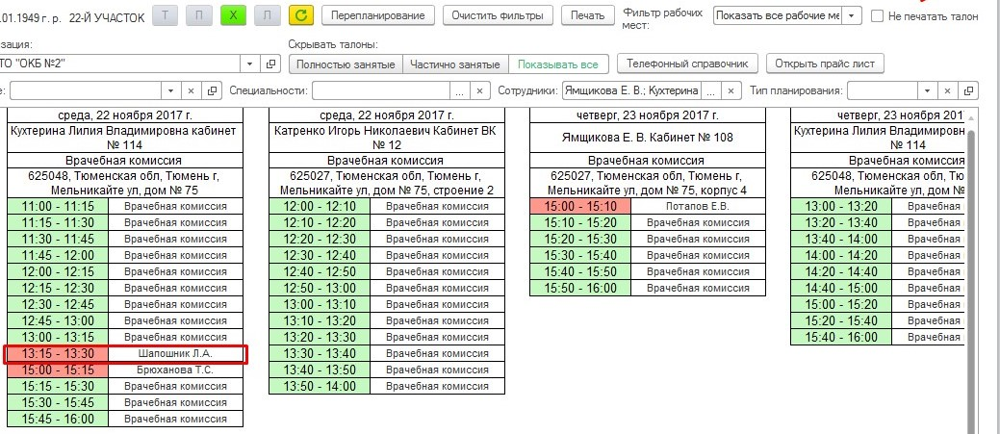 .01.1949 г. р. 22-Й УЧАСТОК
Т П Х Л
Перепланирование
Очистить фильтры
Печать
Фильтр рабочих мест:
Показать все рабочие ме
Не печатать талон
изация:
Скрывать талоны:
ТО "ОКБ №2"
Полностью занятые
Частично занятые
Показывать все
Телефонный справочник
Открыть прайс лист
е:
Специальности:
Сотрудники:
Ямщикова Е. В.; Кухтерина
Тип планирования:
среда, 22 ноября 2017 г.
Кухтерина Лилия Владимировна кабинет
№ 114
Врачебная комиссия
625048, Тюменская обл, Тюмень г,
Мельникайте ул, дом № 75
11:00 - 11:15 Врачебная комиссия
11:15 - 11:30 Врачебная комиссия
11:30 - 11:45 Врачебная комиссия
11:45 - 12:00 Врачебная комиссия
12:00 - 12:15 Врачебная комиссия
12:15 - 12:30 Врачебная комиссия
12:30 - 12:45 Врачебная комиссия
12:45 - 13:00 Врачебная комиссия
13:00 - 13:15 Врачебная комиссия
13:15 - 13:30 Шапошник Л.А.
15:00 - 15:15 Брюханова Т.С.
15:15 - 15:30 Врачебная комиссия
15:30 - 15:45 Врачебная комиссия
15:45 - 16:00 Врачебная комиссия
среда, 22 ноября 2017 г.
Катренко Игорь Николаевич Кабинет ВК
№ 12
Врачебная комиссия
625027, Тюменская обл, Тюмень г,
Мельникайте ул, дом № 75, строение 2
12:00 - 12:10 Врачебная комиссия
12:10 - 12:20 Врачебная комиссия
12:20 - 12:30 Врачебная комиссия
12:30 - 12:40 Врачебная комиссия
12:40 - 12:50 Врачебная комиссия
12:50 - 13:00 Врачебная комиссия
13:00 - 13:10 Врачебная комиссия
13:10 - 13:20 Врачебная комиссия
13:20 - 13:30 Врачебная комиссия
13:30 - 13:40 Врачебная комиссия
13:40 - 13:50 Врачебная комиссия
13:50 - 14:00 Врачебная комиссия
четверг, 23 ноября 2017 г.
Ямщикова Е. В. Кабинет № 108
Врачебная комиссия
625027, Тюменская обл, Тюмень г,
Мельникайте ул, дом № 75, корпус 4
15:00 - 15:10 Потапов Е.В.
15:10 - 15:20 Врачебная комиссия
15:20 - 15:30 Врачебная комиссия
15:30 - 15:40 Врачебная комиссия
15:40 - 15:50 Врачебная комиссия
15:50 - 16:00 Врачебная комиссия
четверг, 23 ноября 2017
Кухтерина Лилия Владимировн
№ 114
Врачебная комисси
625048, Тюменская обл, Тю
Мельникайте ул, дом №
13:00 - 13:20 Врачебная ком
13:20 - 13:40 Врачебная ком
13:40 - 14:00 Врачебная ком
14:00 - 14:20 Врачебная ком
14:20 - 14:40 Врачебная ком
14:40 - 15:00 Врачебная ком
15:00 - 15:20 Врачебная ком
15:20 - 15:40 Врачебная ком
15:40 - 16:00 Врачебная ком